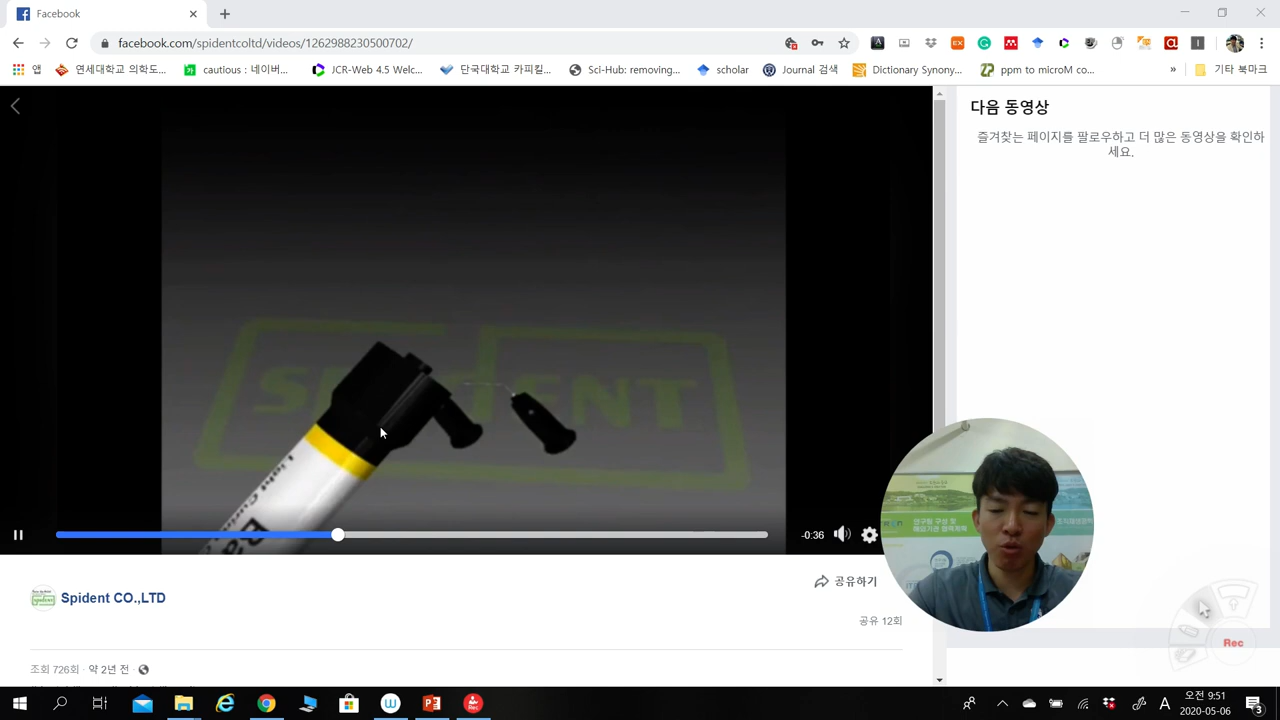 Facebook
facebook.com/spidentcoltd/videos/1262988230500702/
앱
연세대학교 의학도...
cautious : 네이버...
JCR-Web 4.5 Welc...
단국대학교 카피킬...
Sci-Hub: removing...
scholar
Journal 검색
Dictionary Synony...
ppm to microM co...
»
기타 북마크
다음 동영상
즐겨찾는 페이지를 팔로우하고 더 많은 동영상을 확인하
세요.
SPIDENT
-0:36
Spident CO.,LTD
공유하기
공유 12회
조회 726회 · 약 2년 전 ·
Rec
A
오전 9:51
2020-05-06
3